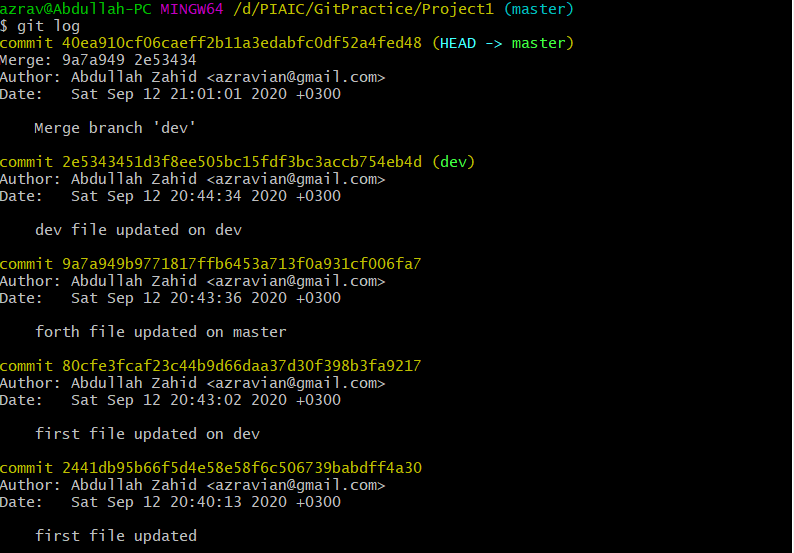 azrav@Abdullah-PC MINGW64 /d/PIAIC/GitPractice/Project1 (master)
$ git log
commit 40ea910cf06caeff2b11a3edabfc0df52a4fed48 (HEAD -> master)
Merge: 9a7a949 2e53434
Author: Abdullah Zahid <azravian@gmail.com>
Date:   Sat Sep 12 21:01:01 2020 +0300

    Merge branch 'dev'

commit 2e5343451d3f8ee505bc15fdf3bc3accb754eb4d (dev)
Author: Abdullah Zahid <azravian@gmail.com>
Date:   Sat Sep 12 20:44:34 2020 +0300

    dev file updated on dev

commit 9a7a949b9771817ffb6453a713f0a931cf006fa7
Author: Abdullah Zahid <azravian@gmail.com>
Date:   Sat Sep 12 20:43:36 2020 +0300

    forth file updated on master

commit 80cfe3fcaf23c44b9d66daa37d30f398b3fa9217
Author: Abdullah Zahid <azravian@gmail.com>
Date:   Sat Sep 12 20:43:02 2020 +0300

    first file updated on dev

commit 2441db95b66f5d4e58e58f6c506739babdff4a30
Author: Abdullah Zahid <azravian@gmail.com>
Date:   Sat Sep 12 20:40:13 2020 +0300

    first file updated